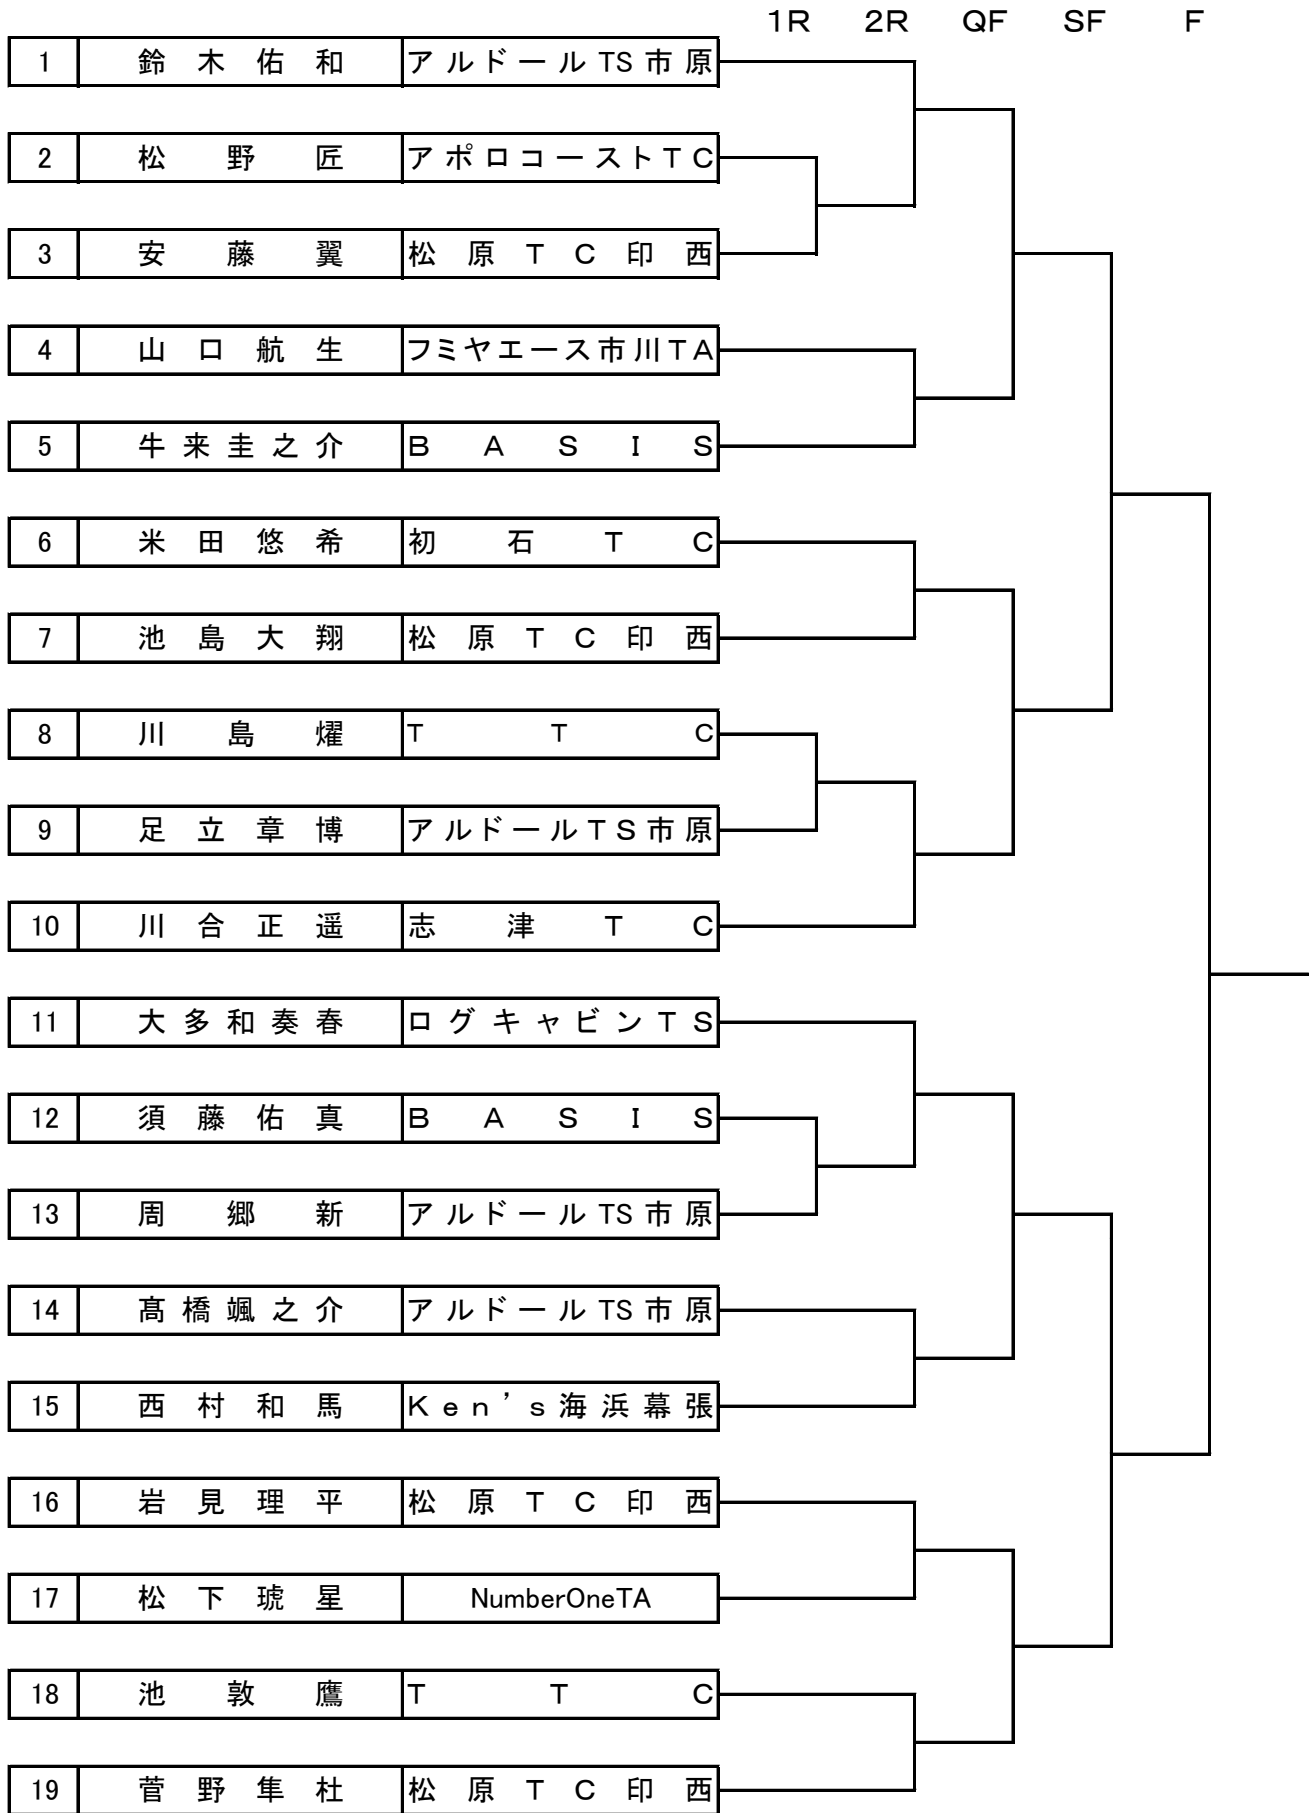 1R 2R QF SF F
1 鈴木佑和 アルドールTS市原
2 松野匠 アポロコーストTC
3 安藤翼 松原TC印西
4 山口航生 フミヤエース市川TA
5 牛来圭之介 BASIS
6 米田悠希 初石TC
7 池島大翔 松原TC印西
8 川島燿 TTC
9 足立章博 アルドールTS市原
10 川合正遥 志津TC
11 大多和奏春 ログキャビンTS
12 須藤佑真 BASIS
13 周郷新 アルドールTS市原
14 髙橋颯之介 アルドールTS市原
15 西村和馬 Ken's海浜幕張
16 岩見理平 松原TC印西
17 松下琥星 NumberOneTA
18 池敦鷹 TTC
19 菅野隼杜 松原TC印西